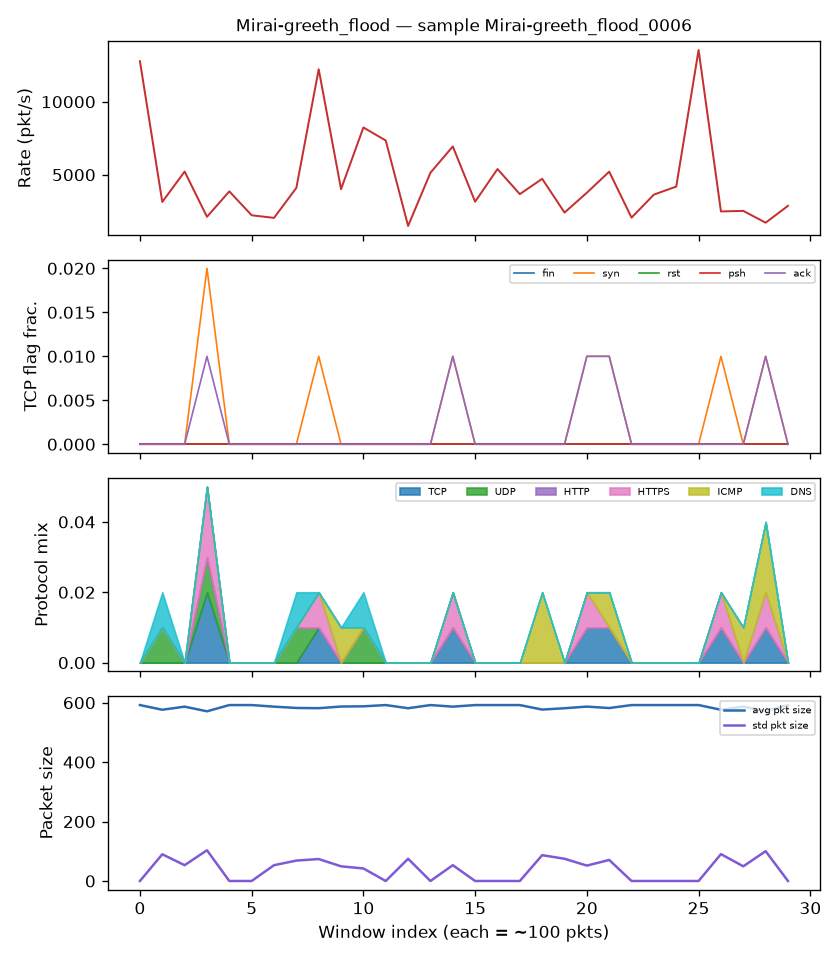 Mirai-greeth_flood — sample Mirai-greeth_flood_0006
Rate (pkt/s)
10000
5000
TCP flag frac.
0.020
0.015
0.010
0.005
0.000
fin syn rst psh ack
Protocol mix
0.04
0.02
0.00
TCP UDP HTTP HTTPS ICMP DNS
Packet size
600
400
200
0
avg pkt size
std pkt size
0 5 10 15 20 25 30
Window index (each = ~100 pkts)